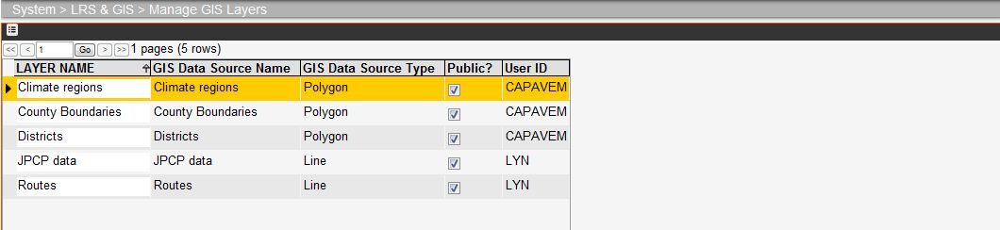 System > LRS & GIS > Manage GIS Layers
<< < 1 Go > >> 1 pages (5 rows)
LAYER NAME GIS Data Source Name GIS Data Source Type Public? User ID
Climate regions Climate regions Polygon CAPAVEM
County Boundaries County Boundaries Polygon CAPAVEM
Districts Districts Polygon CAPAVEM
JPCP data JPCP data Line LYN
Routes Routes Line LYN